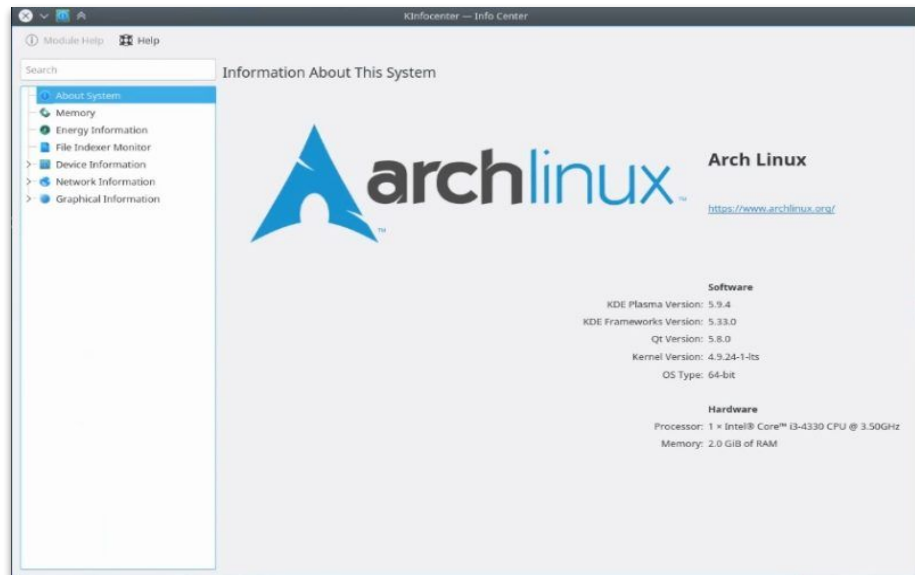 KInfocenter — Info Center
Module Help Help
Search
Information About This System
About System
Memory
Energy Information
File Indexer Monitor
Device Information
Network Information
Graphical Information
archlinux™
TM
Arch Linux
https://www.archlinux.org/
Software
KDE Plasma Version: 5.9.4
KDE Frameworks Version: 5.33.0
Qt Version: 5.8.0
Kernel Version: 4.9.24-1-lts
OS Type: 64-bit
Hardware
Processor: 1 × Intel® Core™ i3-4330 CPU @ 3.50GHz
Memory: 2.0 GiB of RAM